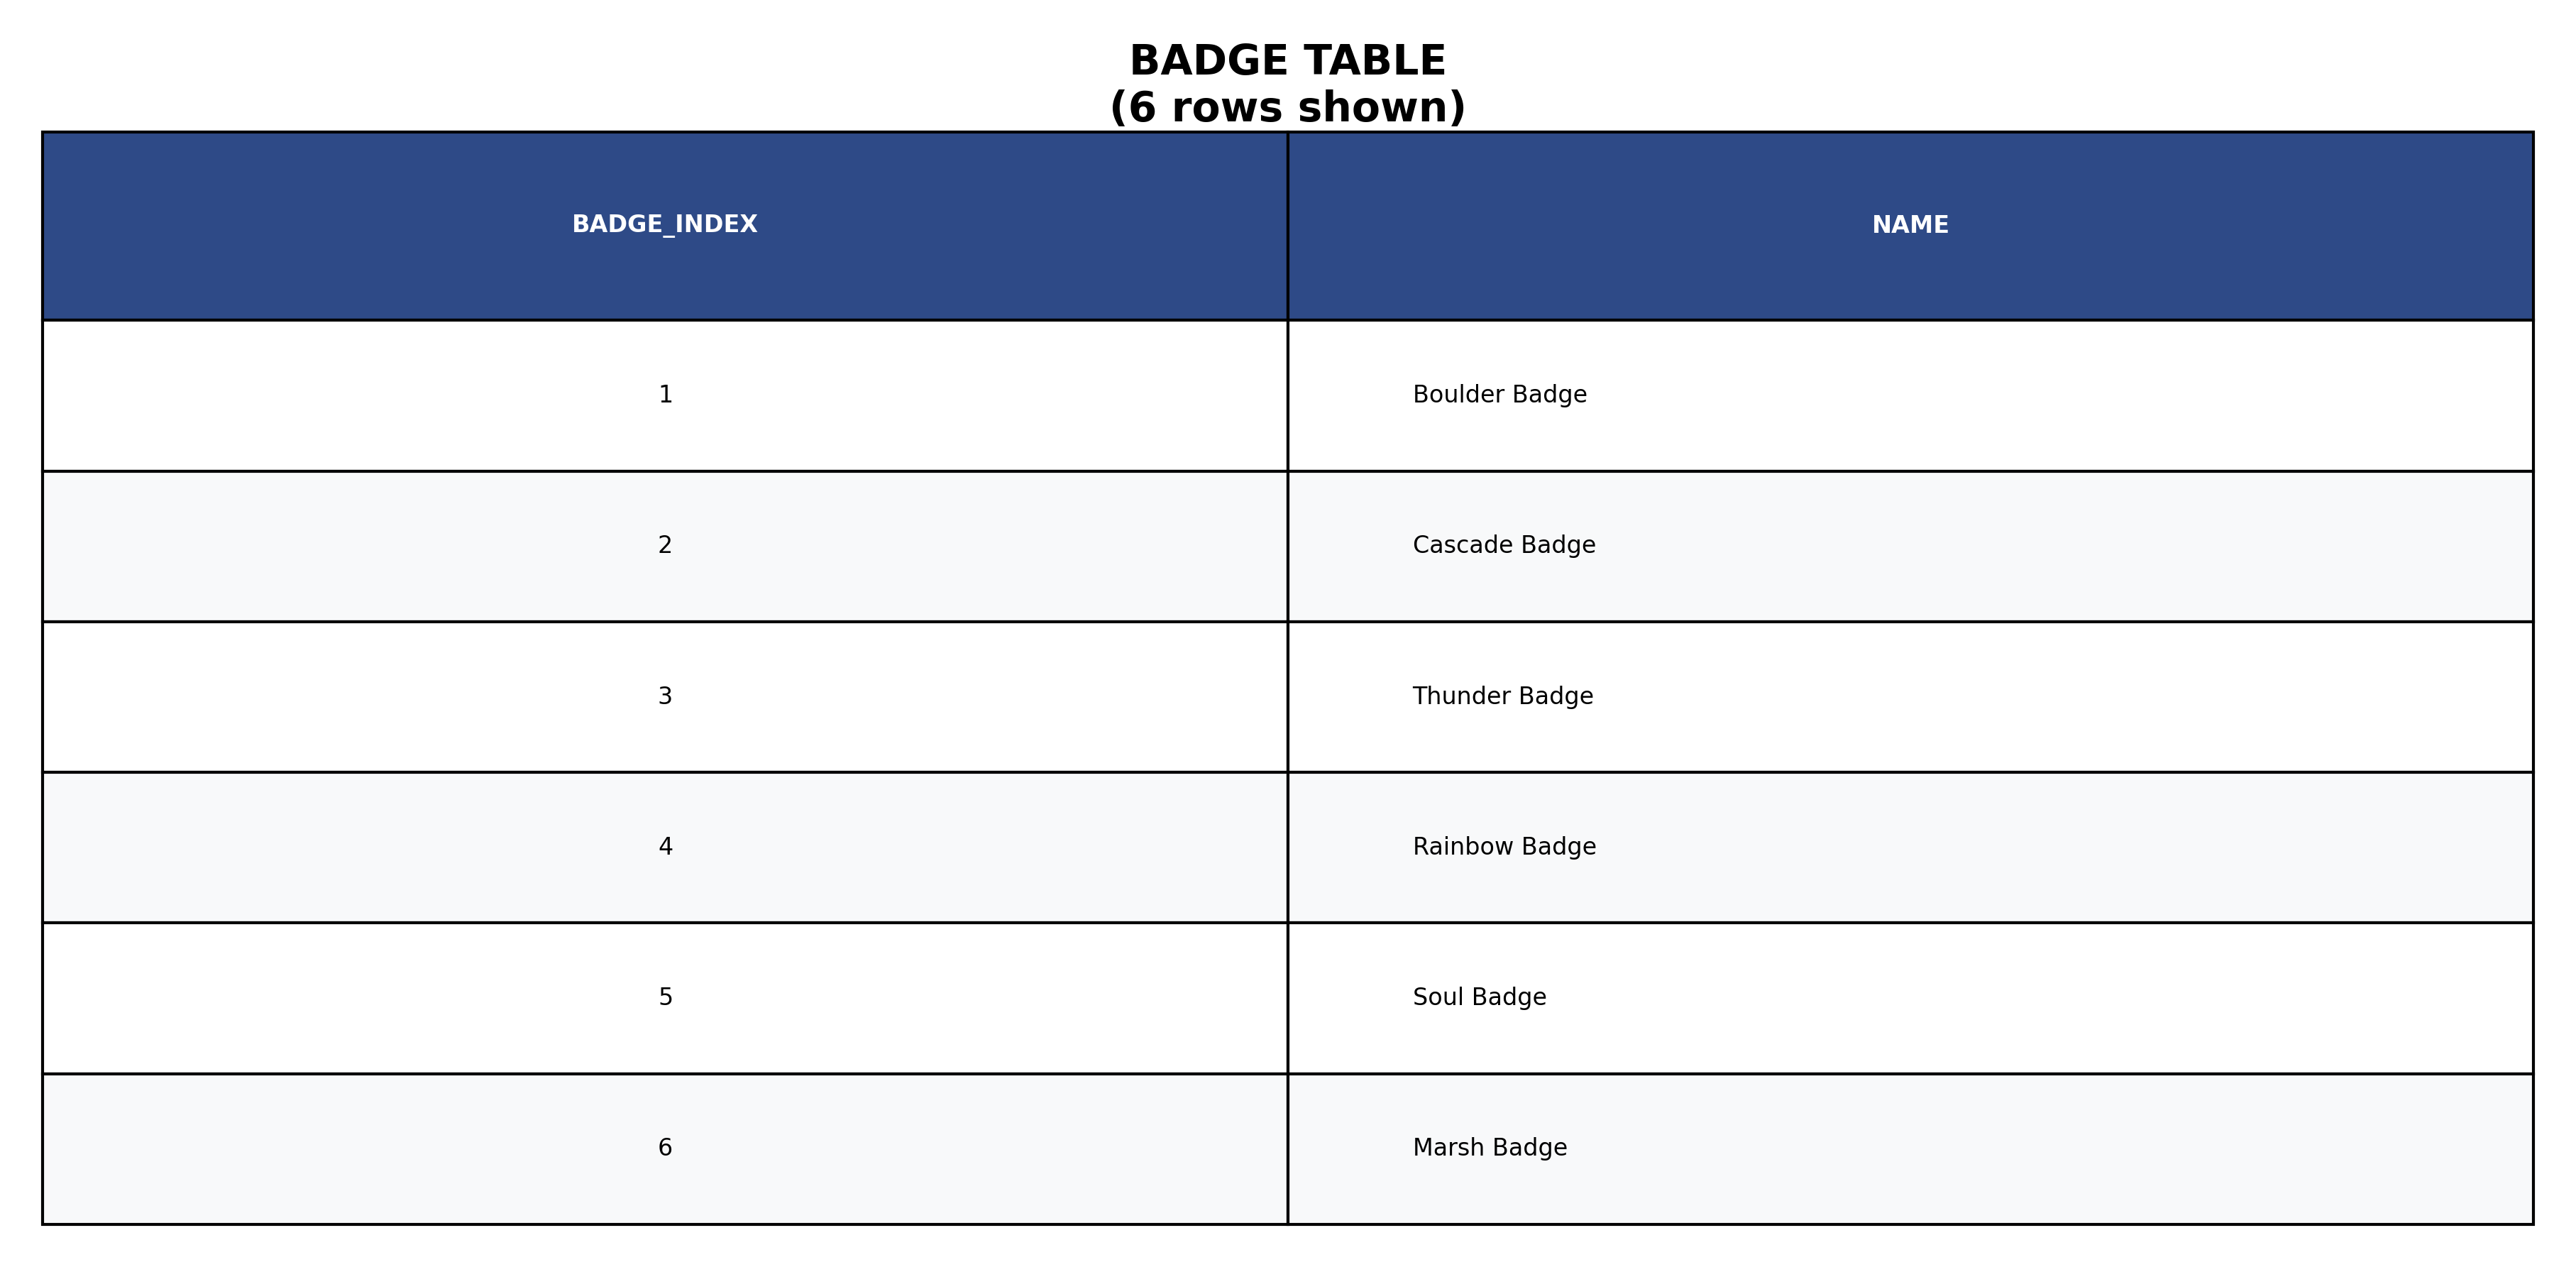 BADGE TABLE
(6 rows shown)
BADGE_INDEX NAME
1 Boulder Badge
2 Cascade Badge
3 Thunder Badge
4 Rainbow Badge
5 Soul Badge
6 Marsh Badge